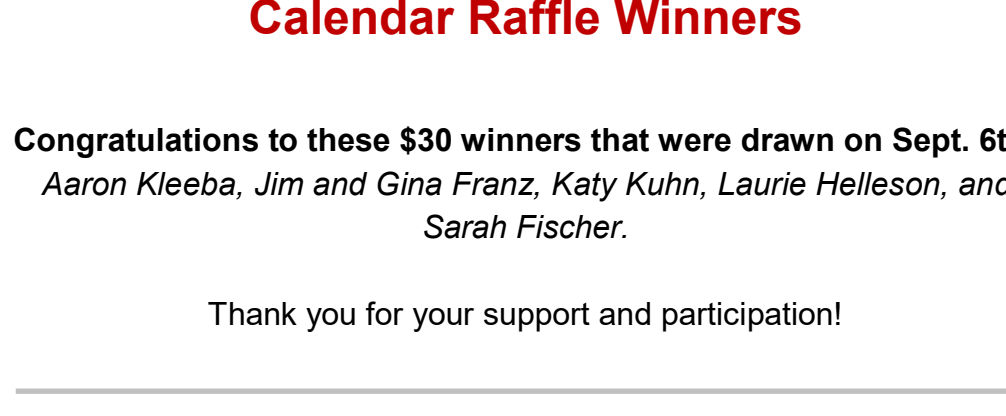 Calendar Raffle Winners
Congratulations to these $30 winners that were drawn on Sept. 6t
Aaron Kleeba, Jim and Gina Franz, Katy Kuhn, Laurie Helleson, and
Sarah Fischer.
Thank you for your support and participation!